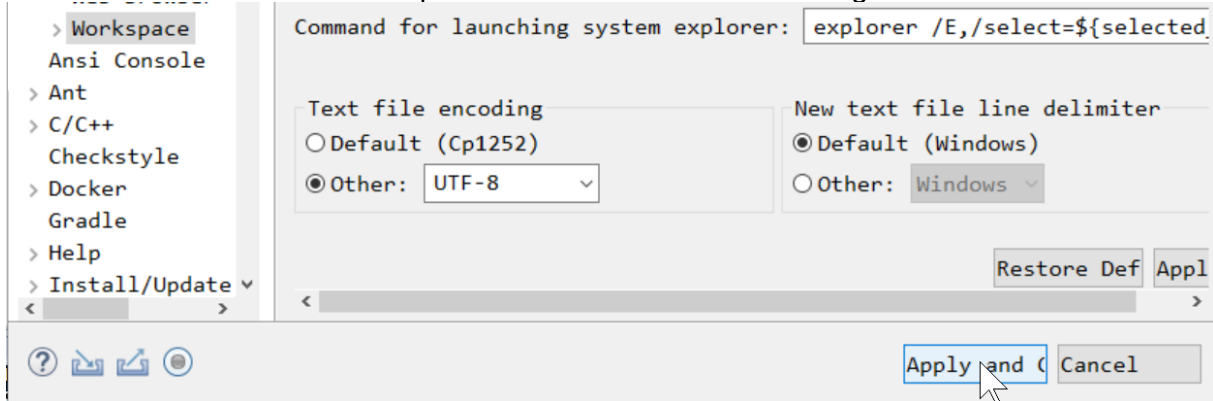 Workspace
Ansi Console
Ant
C/C++
Checkstyle
Docker
Gradle
Help
Install/Update
Command for launching system explorer: explorer /E,/select=${selected_
Text file encoding
Default (Cp1252)
Other: UTF-8
New text file line delimiter
Default (Windows)
Other: Windows
Restore Def Appl
Apply and Cancel